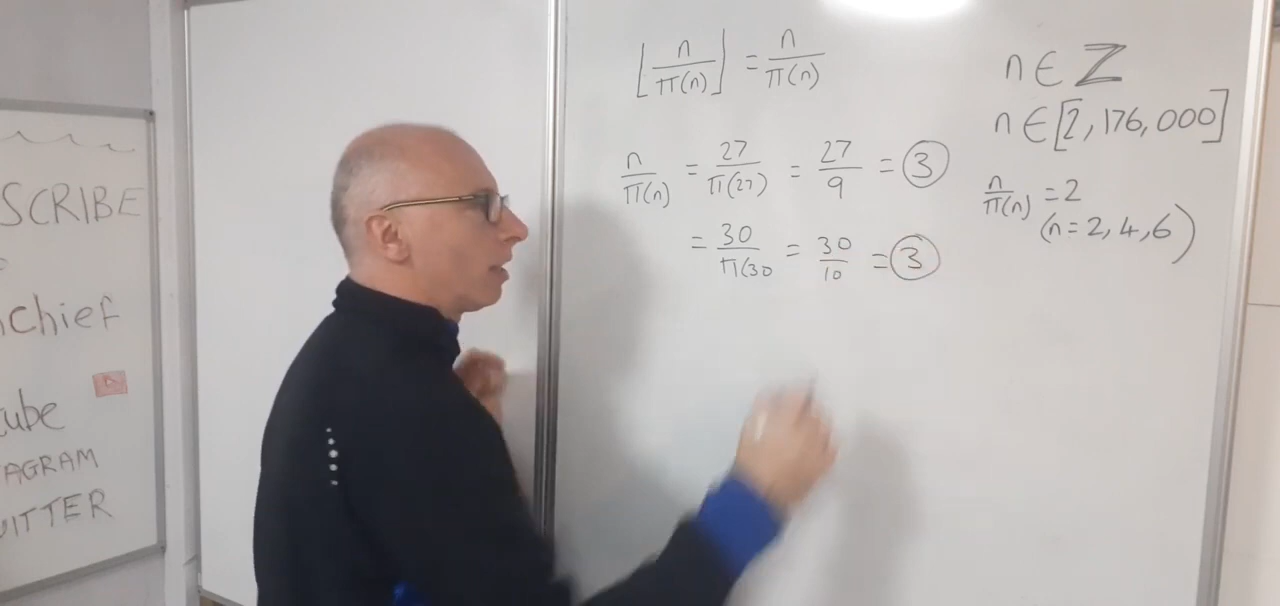 SCRIBE
Chief
ube
AGRAM
ITTER
⌊n/π(n)⌋ = n/π(n)
n/π(n) = 27/π(27) = 27/9 = 3
= 30/π(30 = 30/10 = 3
n ∈ ℤ
n ∈ [2,176,000]
n/π(n) = 2
(n = 2, 4, 6)